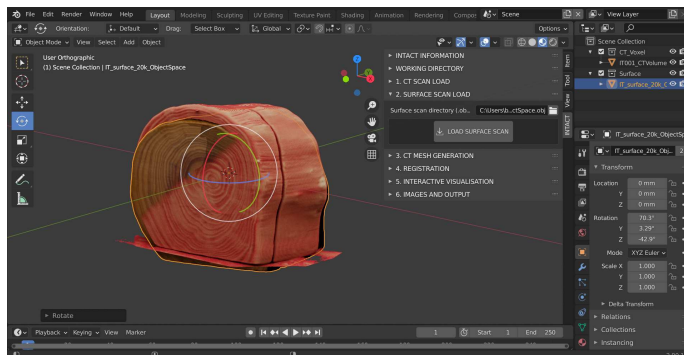 File Edit Render Window Help Layout Modeling Sculpting UV Editing Texture Paint Shading Animation Rendering Compo Scene View Layer
Orientation: Default Drag: Select Box Global Options
Object Mode View Select Add Object
User Orthographic
(1) Scene Collection | IT_surface_20k_ObjectSpace
INTACT INFORMATION
WORKING DIRECTORY
1. CT SCAN LOAD
2. SURFACE SCAN LOAD
Surface scan directory (.ob... C:\Users\b...ctSpace.obj
LOAD SURFACE SCAN
3. CT MESH GENERATION
4. REGISTRATION
5. INTERACTIVE VISUALISATION
6. IMAGES AND OUTPUT
Item
Tool
View
INTACT
Z
Rotate
Playback Keying View Marker 1 Start 1 End 250
Scene Collection
CT_Voxel
IT001_CTVolume
Surface
IT_surface_20k_O
IT_surface_20k_ObjectS
IT_surface_20k_Obj... 2
Transform
Location 0 mm
Y 0 mm
Z 0 mm
Rotation 70.3°
Y 3.29°
Z -42.9°
Mode XYZ Euler
Scale X 1.000
Y 1.000
Z 1.000
Delta Transform
Relations
Collections
Instancing